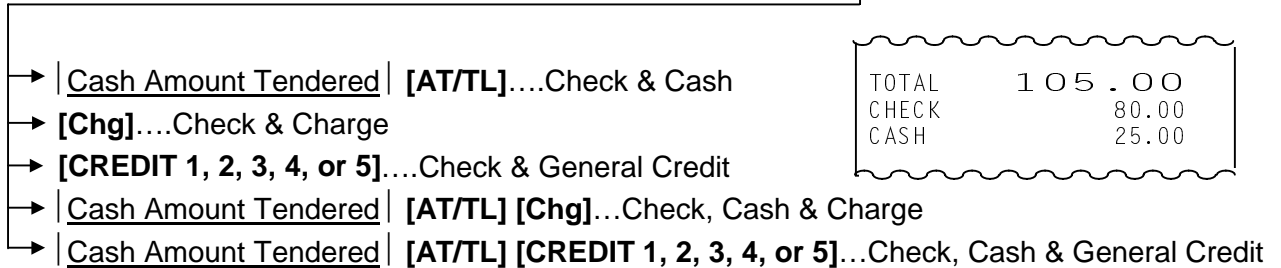 |Cash Amount Tendered| [AT/TL]....Check & Cash
[Chg]....Check & Charge
[CREDIT 1, 2, 3, 4, or 5]....Check & General Credit
|Cash Amount Tendered| [AT/TL] [Chg]...Check, Cash & Charge
|Cash Amount Tendered| [AT/TL] [CREDIT 1, 2, 3, 4, or 5]...Check, Cash & General Credit
TOTAL 105.00
CHECK 80.00
CASH 25.00